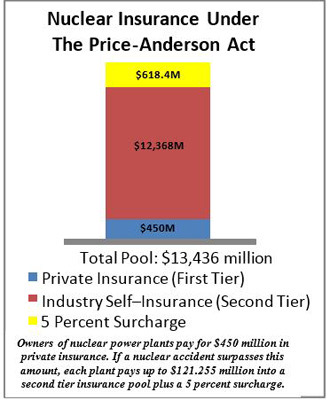 Nuclear Insurance Under
The Price-Anderson Act
$618.4M
$12,368M
$450M
Total Pool: $13,436 million
Private Insurance (First Tier)
Industry Self–Insurance (Second Tier)
5 Percent Surcharge
Owners of nuclear power plants pay for $450 million in
private insurance. If a nuclear accident surpasses this
amount, each plant pays up to $121.255 million into a
second tier insurance pool plus a 5 percent surcharge.